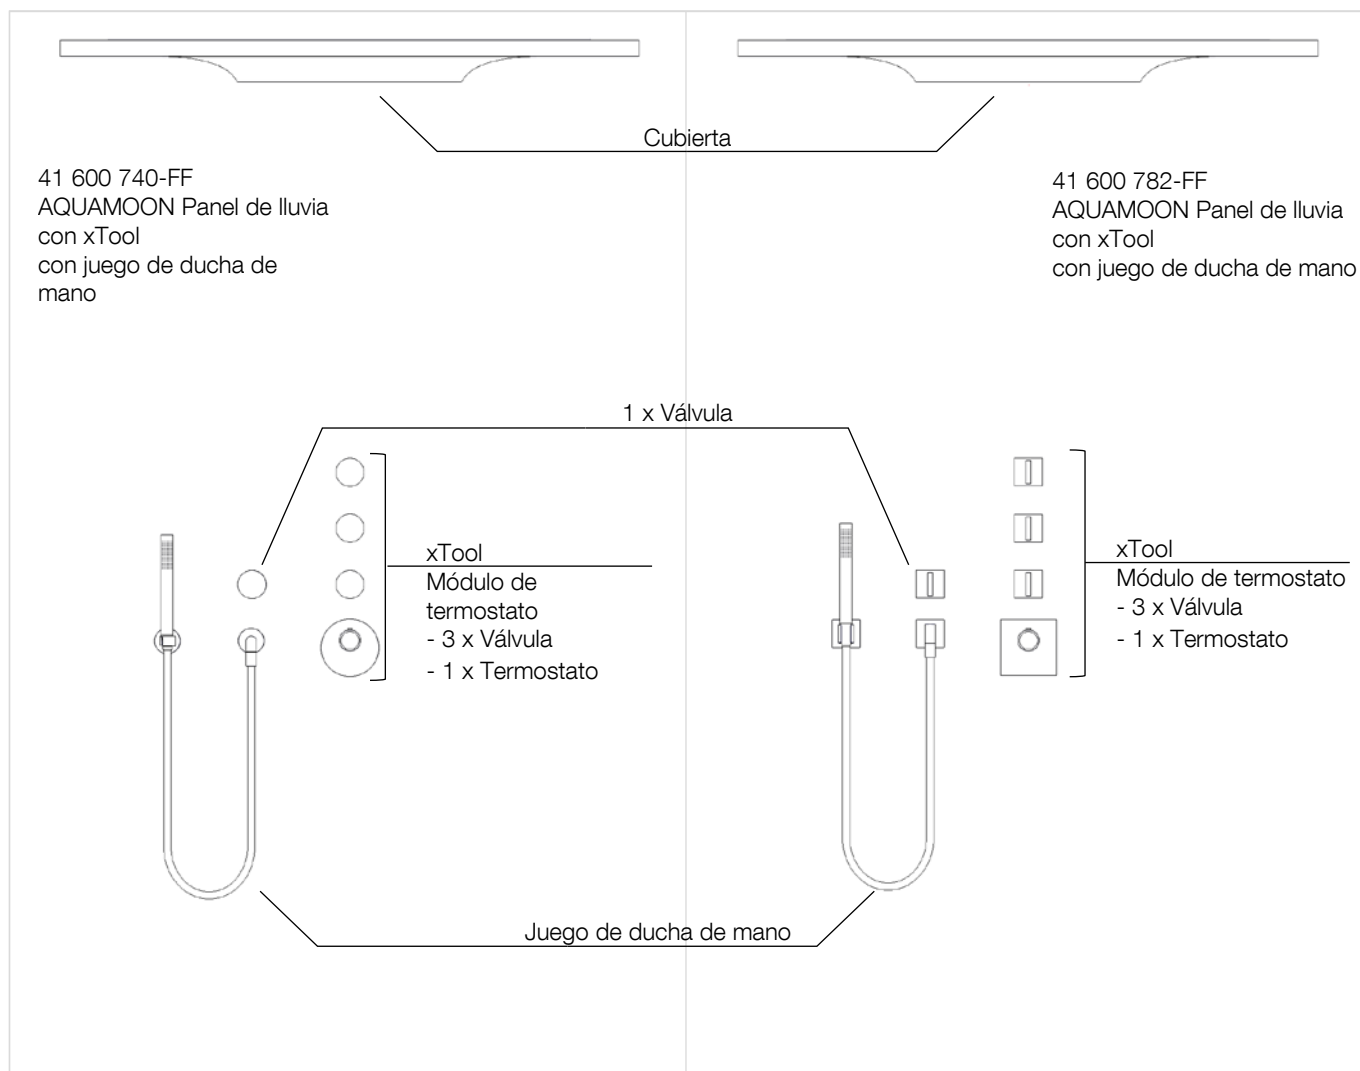 Cubierta
41 600 740-FF
AQUAMOON Panel de lluvia
con xTool
con juego de ducha de
mano
41 600 782-FF
AQUAMOON Panel de lluvia
con xTool
con juego de ducha de mano
1 x Válvula
xTool
Módulo de
termostato
- 3 x Válvula
- 1 x Termostato
xTool
Módulo de termostato
- 3 x Válvula
- 1 x Termostato
Juego de ducha de mano